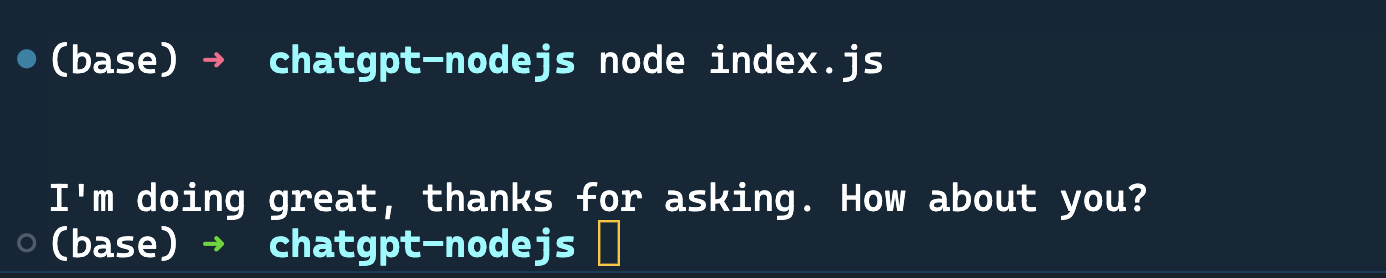 (base) ➜ chatgpt-nodejs node index.js
I'm doing great, thanks for asking. How about you?
(base) ➜ chatgpt-nodejs